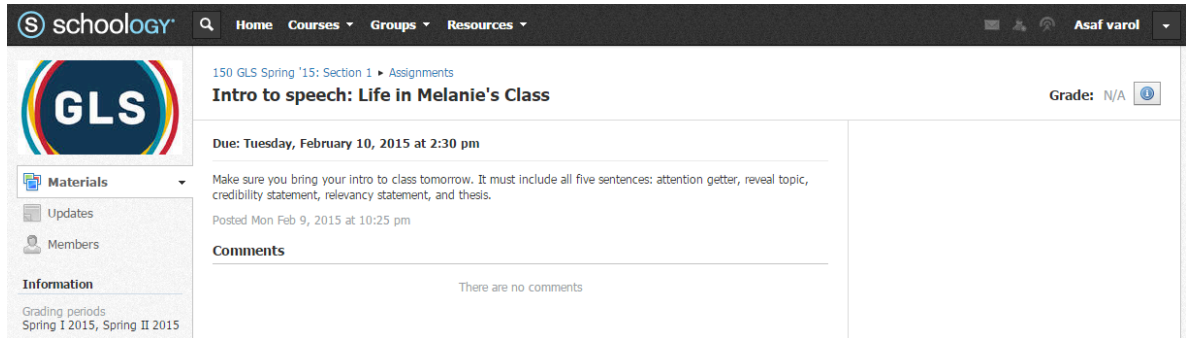 S schoology Home Courses Groups Resources Asaf varol
GLS
150 GLS Spring '15: Section 1 ▸ Assignments
Intro to speech: Life in Melanie's Class
Grade: N/A
Due: Tuesday, February 10, 2015 at 2:30 pm
Materials
Updates
Members
Information
Grading periods
Spring I 2015, Spring II 2015
Make sure you bring your intro to class tomorrow. It must include all five sentences: attention getter, reveal topic,
credibility statement, relevancy statement, and thesis.
Posted Mon Feb 9, 2015 at 10:25 pm
Comments
There are no comments